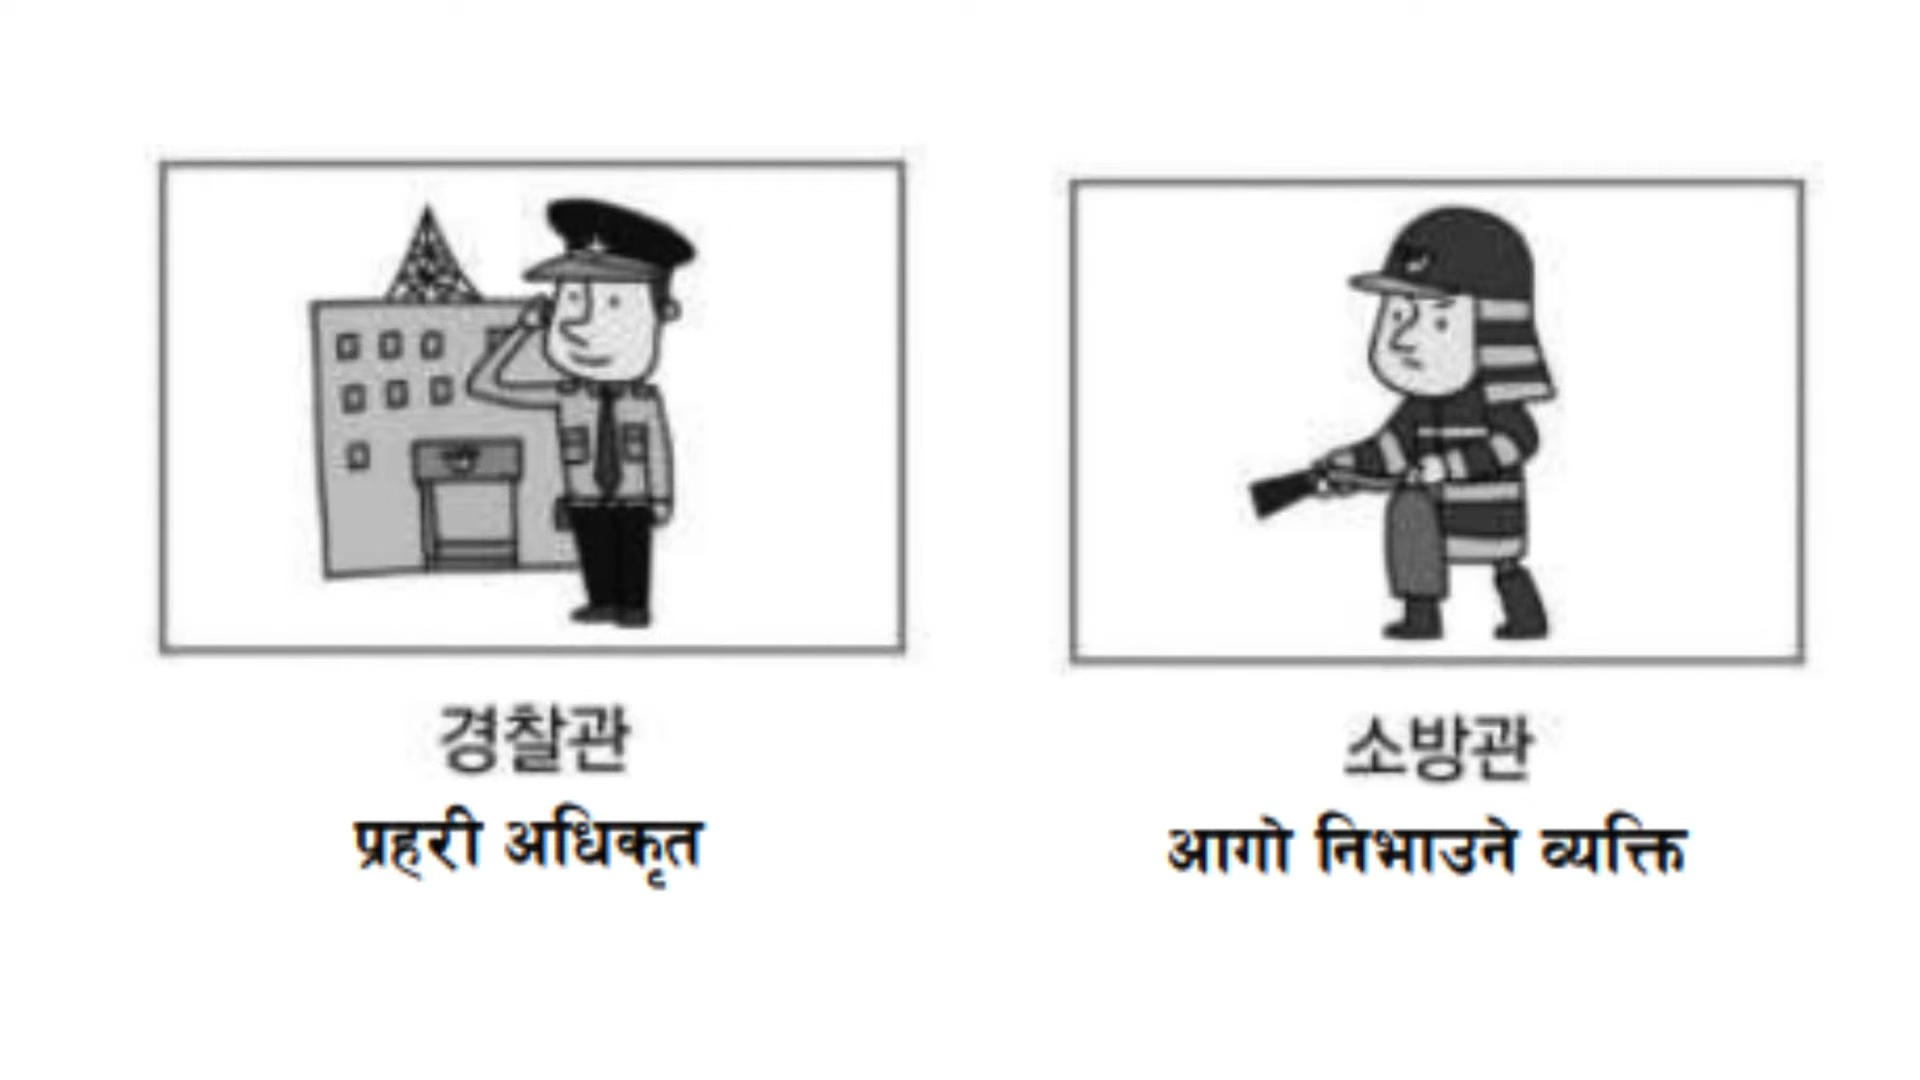 경찰관
प्रहरी अधिकृत
소방관
आगो निभाउने व्यक्ति